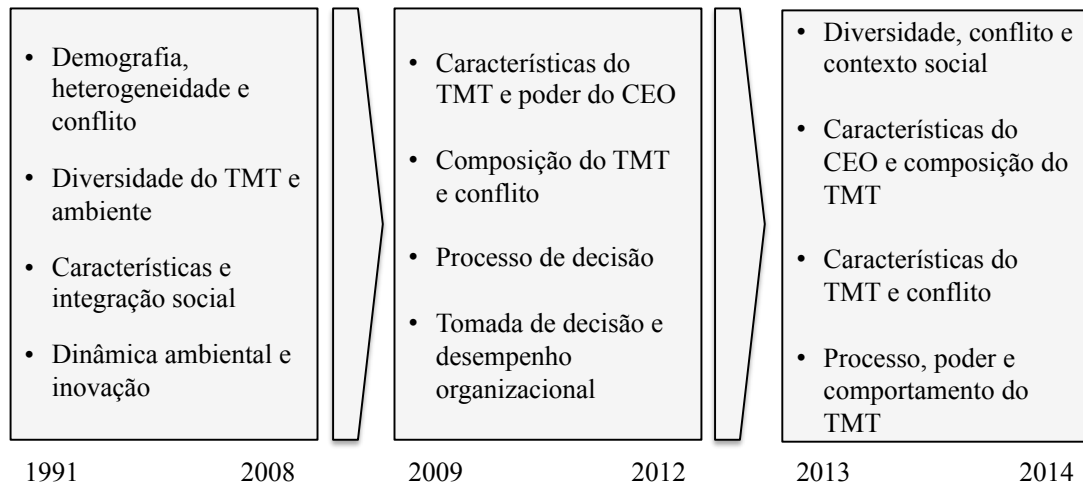 • Demografia,
heterogeneidade e
conflito
• Diversidade do TMT e
ambiente
• Características e
integração social
• Dinâmica ambiental e
inovação
• Características do
TMT e poder do CEO
• Composição do TMT
e conflito
• Processo de decisão
• Tomada de decisão e
desempenho
organizacional
• Diversidade, conflito e
contexto social
• Características do
CEO e composição do
TMT
• Características do
TMT e conflito
• Processo, poder e
comportamento do
TMT
1991 2008 2009 2012 2013 2014